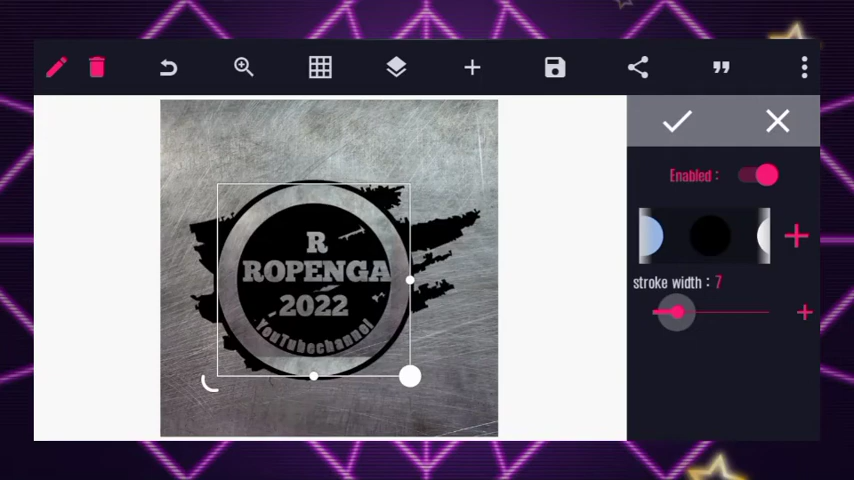 Enabled :
stroke width : 7
R
ROPENGA
2022
YouTubechannel